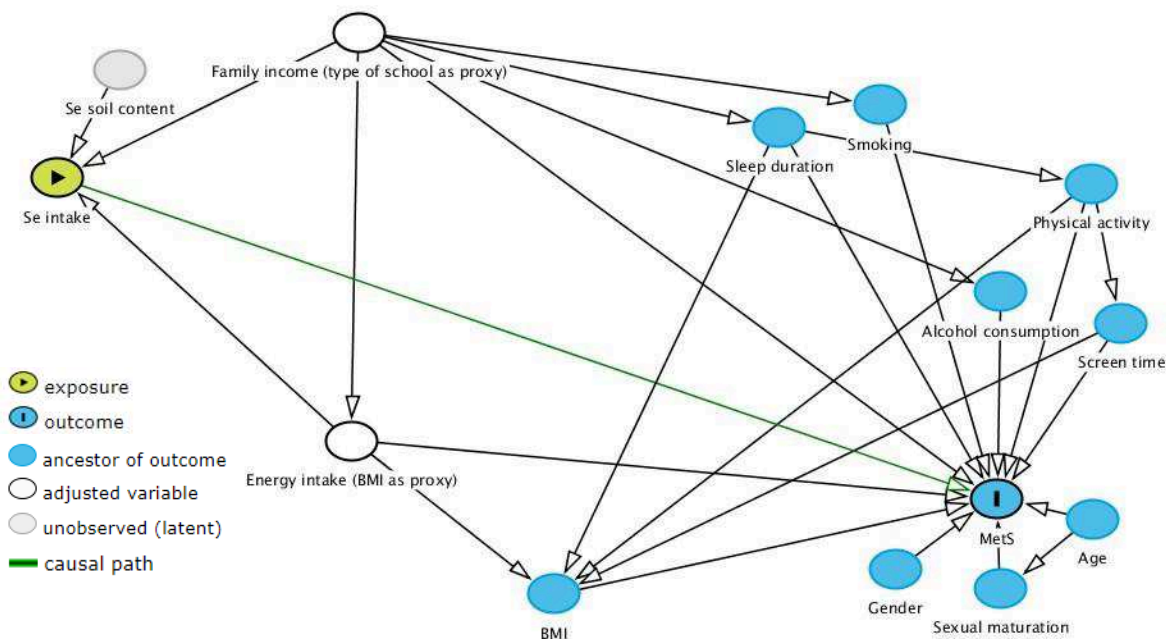 Family income (type of school as proxy)
Se soil content
Smoking
Sleep duration
Se intake
Physical activity
Alcohol consumption
Screen time
exposure
outcome
ancestor of outcome
adjusted variable
unobserved (latent)
causal path
Energy intake (BMI as proxy)
MetS
Age
Gender
Sexual maturation
BMI